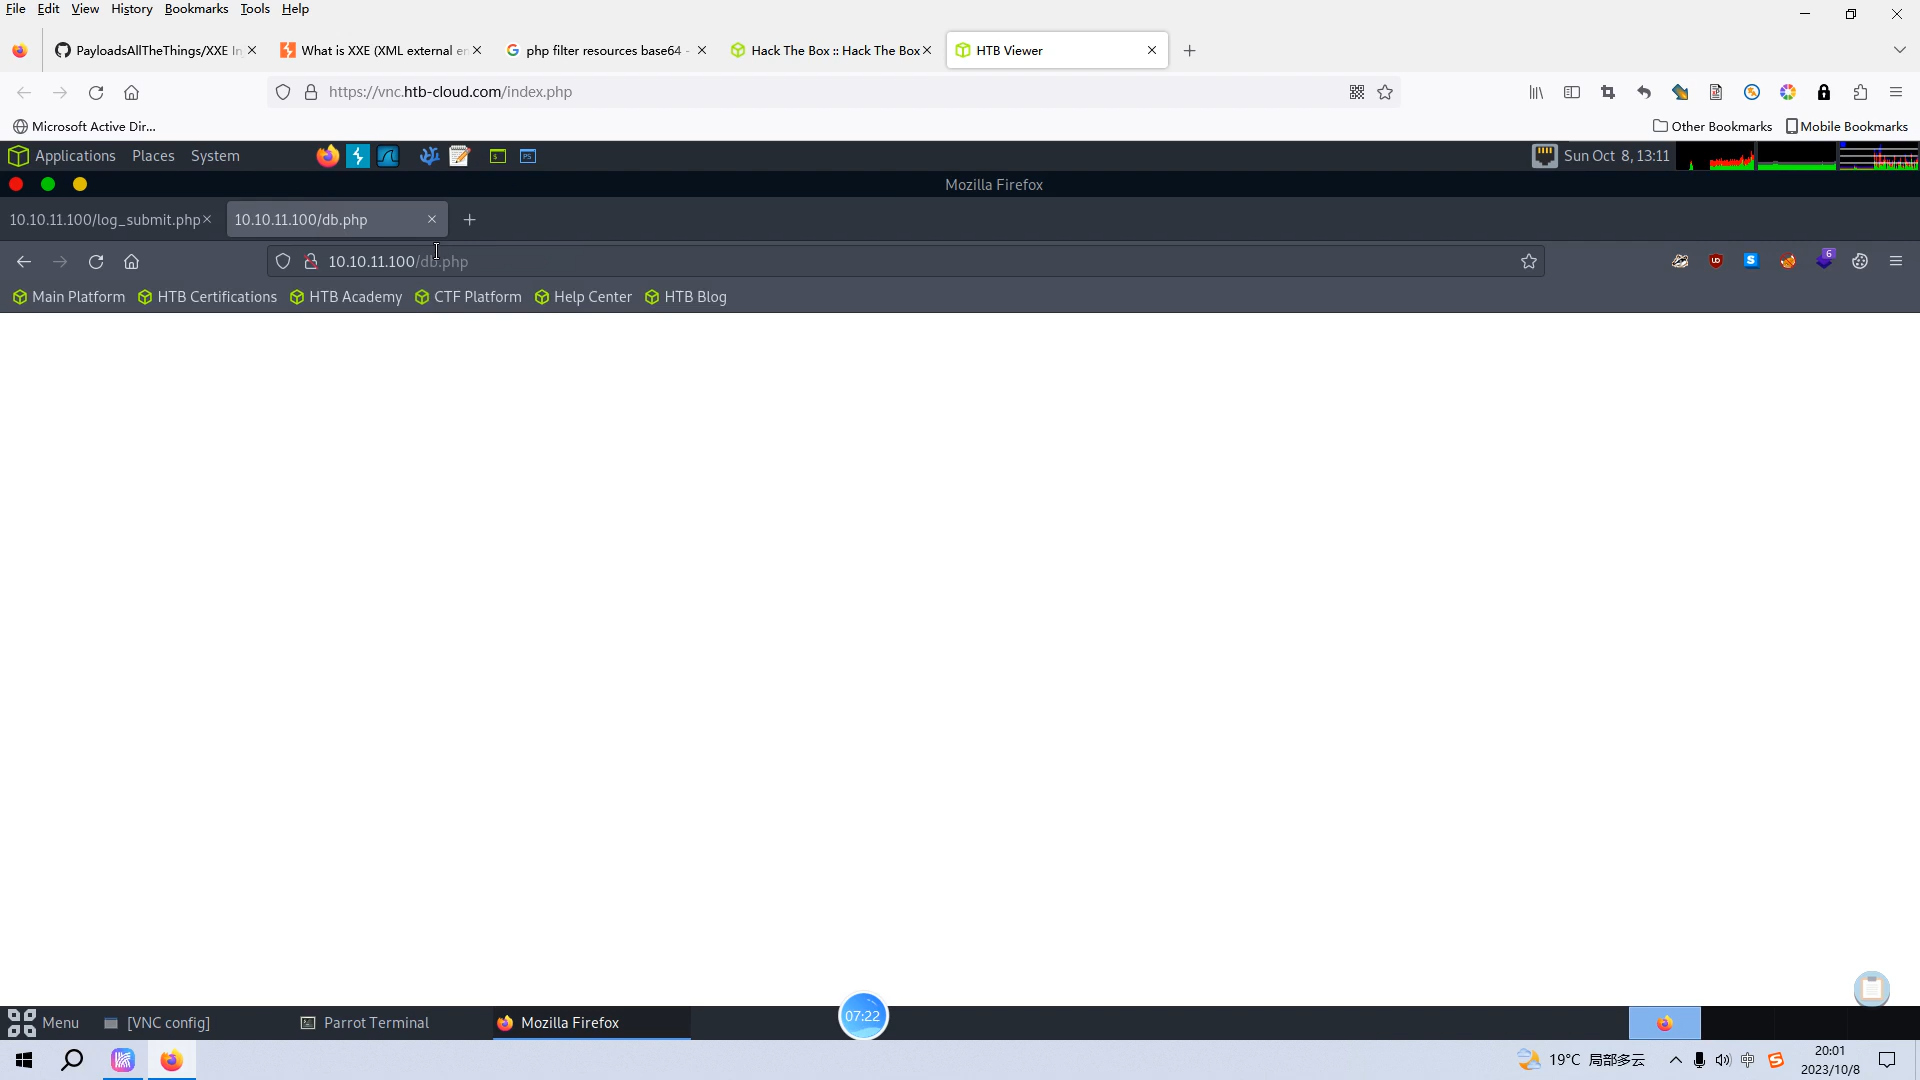 File Edit View History Bookmarks Tools Help
PayloadsAllTheThings/XXE In
What is XXE (XML external en
php filter resources base64 -
Hack The Box :: Hack The Box
HTB Viewer
https://vnc.htb-cloud.com/index.php
Microsoft Active Dir...
Other Bookmarks
Mobile Bookmarks
Applications Places System
Sun Oct 8, 13:11
Mozilla Firefox
10.10.11.100/log_submit.php
10.10.11.100/db.php
10.10.11.100/db.php
6
Main Platform
HTB Certifications
HTB Academy
CTF Platform
Help Center
HTB Blog
Menu
[VNC config]
Parrot Terminal
Mozilla Firefox
07:22
19°C 局部多云
中
20:01
2023/10/8